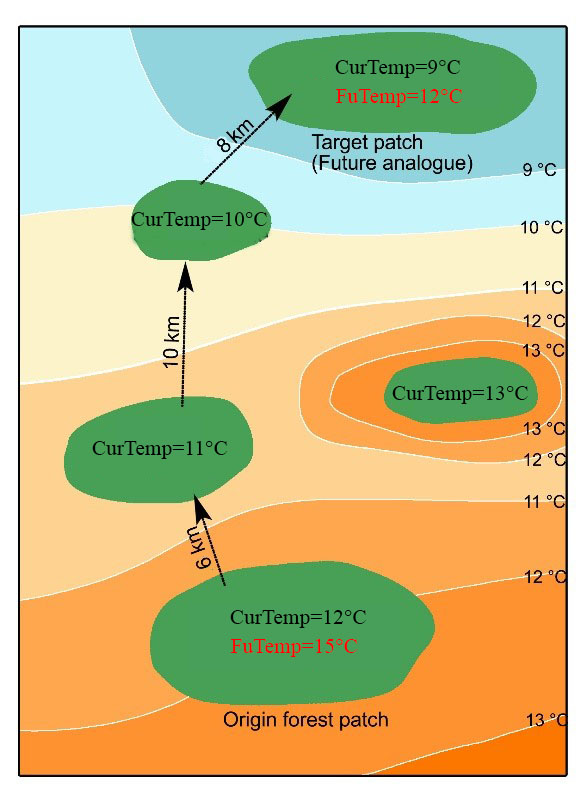 CurTemp=9°C
FuTemp=12°C
8 km
Target patch
(Future analogue)
9 °C
CurTemp=10°C
10 °C
11 °C
12 °C
13 °C
10 km
CurTemp=13°C
13 °C
CurTemp=11°C
12 °C
11 °C
6 km
12 °C
CurTemp=12°C
FuTemp=15°C
Origin forest patch
13 °C